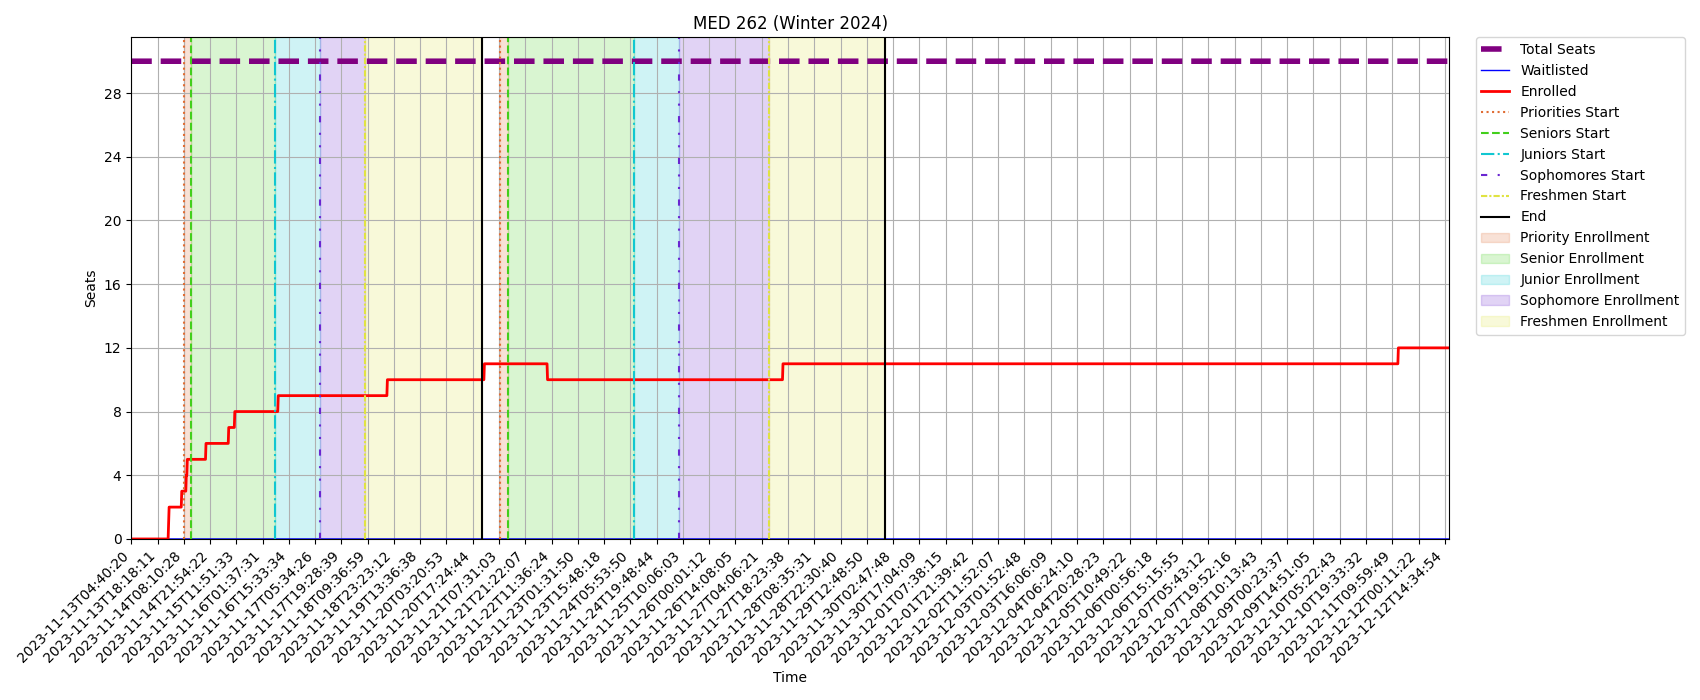 MED 262 (Winter 2024)
Total Seats
Waitlisted
Enrolled
Priorities Start
Seniors Start
Juniors Start
Sophomores Start
Freshmen Start
End
Priority Enrollment
Senior Enrollment
Junior Enrollment
Sophomore Enrollment
Freshmen Enrollment
Seats
28
24
20
16
12
8
4
0
2023-11-13T04:40:20
2023-11-13T18:18:11
2023-11-14T08:10:28
2023-11-14T21:54:22
2023-11-15T11:51:33
2023-11-16T01:37:31
2023-11-16T15:33:34
2023-11-17T05:34:26
2023-11-17T19:28:39
2023-11-18T09:36:59
2023-11-18T23:23:12
2023-11-19T13:36:38
2023-11-20T03:20:53
2023-11-20T17:24:44
2023-11-21T07:31:03
2023-11-21T21:22:07
2023-11-22T11:36:24
2023-11-23T01:31:50
2023-11-23T15:48:18
2023-11-24T05:53:50
2023-11-24T19:48:44
2023-11-25T10:06:03
2023-11-26T00:01:12
2023-11-26T14:08:05
2023-11-27T04:06:21
2023-11-27T18:23:38
2023-11-28T08:35:31
2023-11-28T22:30:40
2023-11-29T12:48:50
2023-11-30T02:47:48
2023-11-30T17:04:09
2023-12-01T07:38:15
2023-12-01T21:39:42
2023-12-02T11:52:07
2023-12-03T01:52:48
2023-12-03T16:06:09
2023-12-04T06:24:10
2023-12-04T20:28:23
2023-12-05T10:49:22
2023-12-06T00:56:18
2023-12-06T15:15:55
2023-12-07T05:43:12
2023-12-07T19:52:16
2023-12-08T10:13:43
2023-12-09T00:23:37
2023-12-09T14:51:05
2023-12-10T05:22:43
2023-12-10T19:33:32
2023-12-11T09:59:49
2023-12-12T00:11:22
2023-12-12T14:34:54
Time